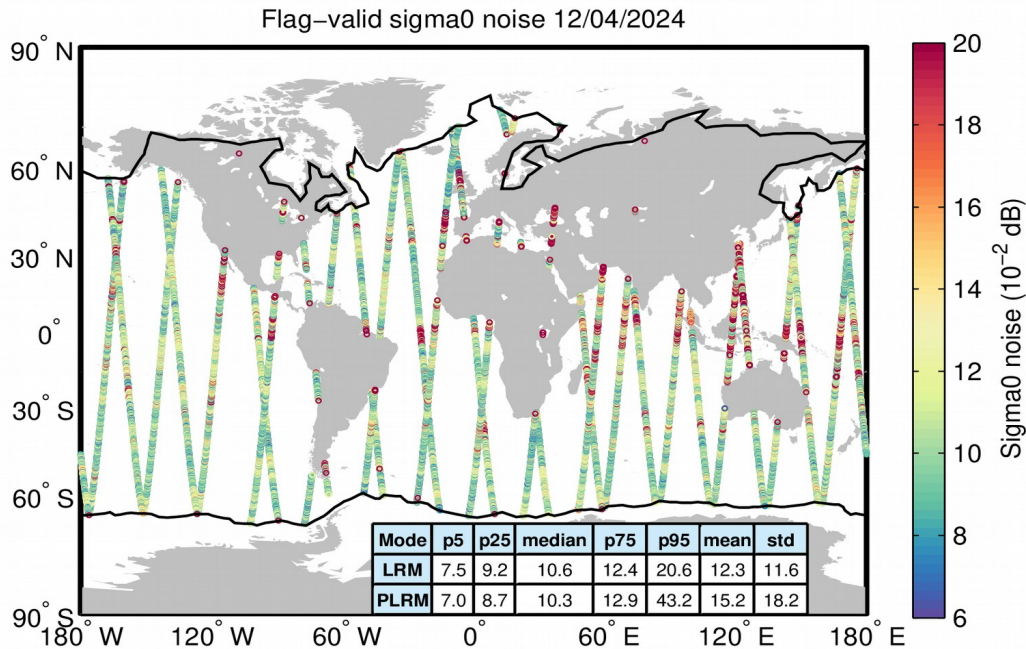 Flag−valid sigma0 noise 12/04/2024
90° N
60° N
30° N
0°
30° S
60° S
90° S
180° W
120° W
60° W
0°
60° E
120° E
180° E
Mode p5 p25 median p75 p95 mean std
LRM 7.5 9.2 10.6 12.4 20.6 12.3 11.6
PLRM 7.0 8.7 10.3 12.9 43.2 15.2 18.2
20
18
16
14
12
10
8
6
Sigma0 noise (10⁻² dB)